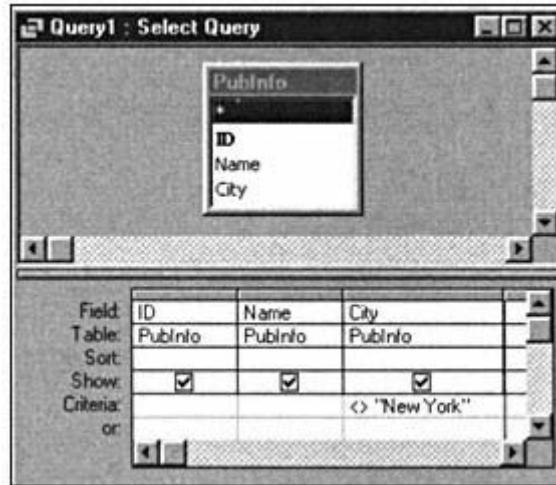 Query1 : Select Query
PubInfo
*
ID
Name
City
Field: ID Name City
Table: PubInfo PubInfo PubInfo
Sort:
Show:
Criteria: <> "New York"
or: